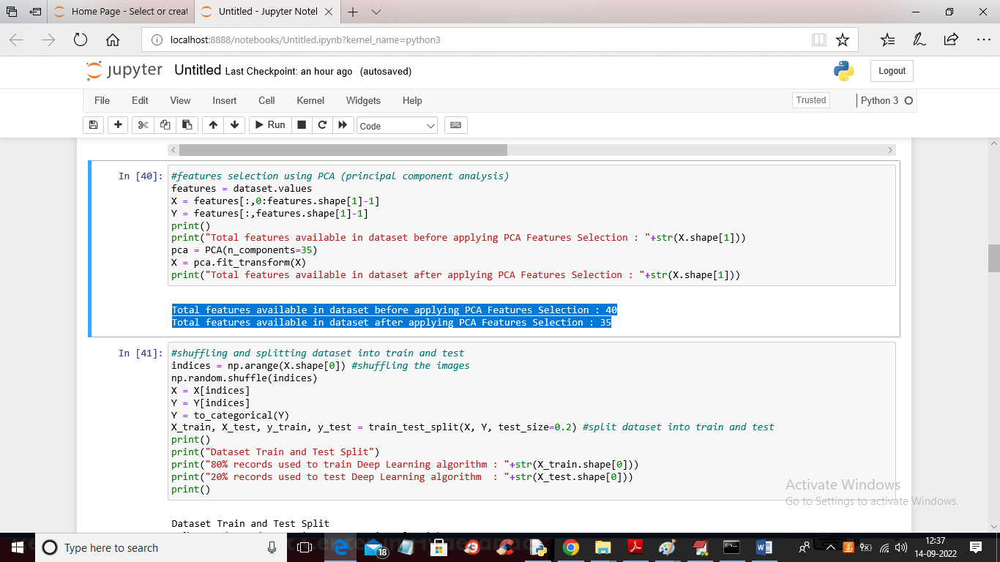 Home Page - Select or creat
Untitled - Jupyter Notel
localhost:8888/notebooks/Untitled.ipynb?kernel_name=python3
jupyter Untitled Last Checkpoint: an hour ago (autosaved)
Logout
File Edit View Insert Cell Kernel Widgets Help
Trusted
Python 3
Run
Code
In [40]:
#features selection using PCA (principal component analysis)
features = dataset.values
X = features[:,0:features.shape[1]-1]
Y = features[:,features.shape[1]-1]
print()
print("Total features available in dataset before applying PCA Features Selection : "+str(X.shape[1]))
pca = PCA(n_components=35)
X = pca.fit_transform(X)
print("Total features available in dataset after applying PCA Features Selection : "+str(X.shape[1]))
Total features available in dataset before applying PCA Features Selection : 40
Total features available in dataset after applying PCA Features Selection : 35
In [41]:
#shuffling and splitting dataset into train and test
indices = np.arange(X.shape[0]) #shuffling the images
np.random.shuffle(indices)
X = X[indices]
Y = Y[indices]
Y = to_categorical(Y)
X_train, X_test, y_train, y_test = train_test_split(X, Y, test_size=0.2) #split dataset into train and test
print()
print("Dataset Train and Test Split")
print("80% records used to train Deep Learning algorithm : "+str(X_train.shape[0]))
print("20% records used to test Deep Learning algorithm  : "+str(X_test.shape[0]))
print()
Activate Windows
Go to Settings to activate Windows.
Dataset Train and Test Split
Type here to search
18
12:37
14-09-2022